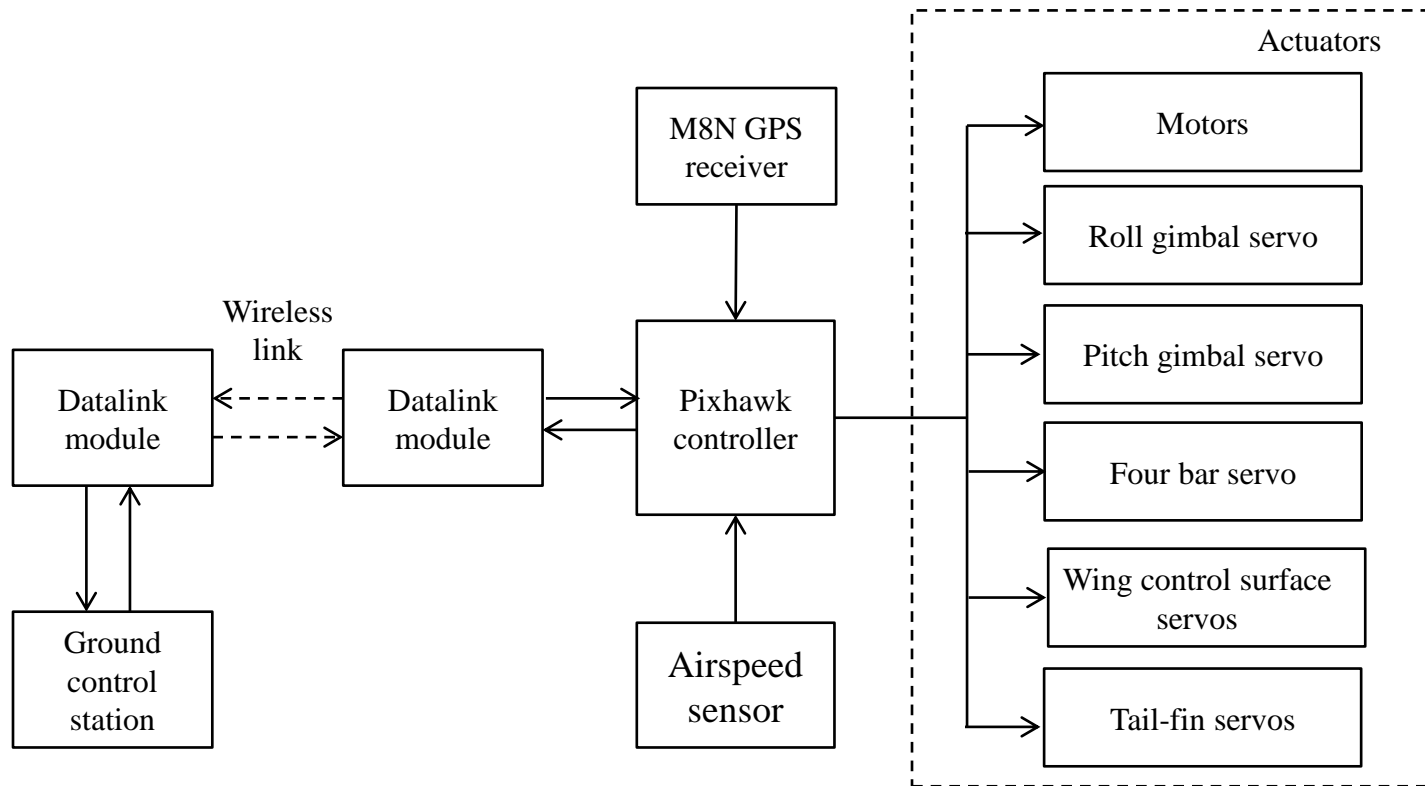 Actuators
M8N GPS
receiver
Motors
Roll gimbal servo
Wireless
link
Datalink
module
Datalink
module
Pixhawk
controller
Pitch gimbal servo
Four bar servo
Wing control surface
servos
Ground
control
station
Airspeed
sensor
Tail-fin servos